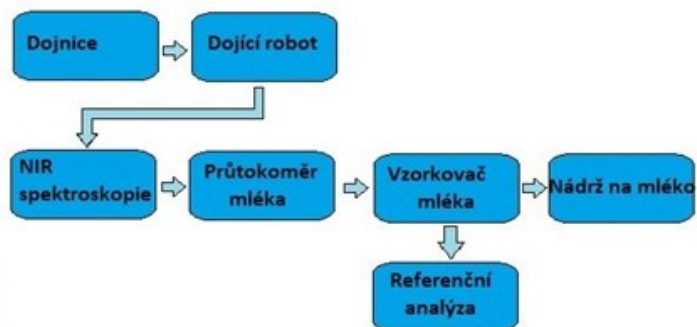 Dojnice
Dojící robot
NIR
spektroskopie
Průtokoměr
mléka
Vzorkovač
mléka
Nádrž na mléko
Referenční
analýza